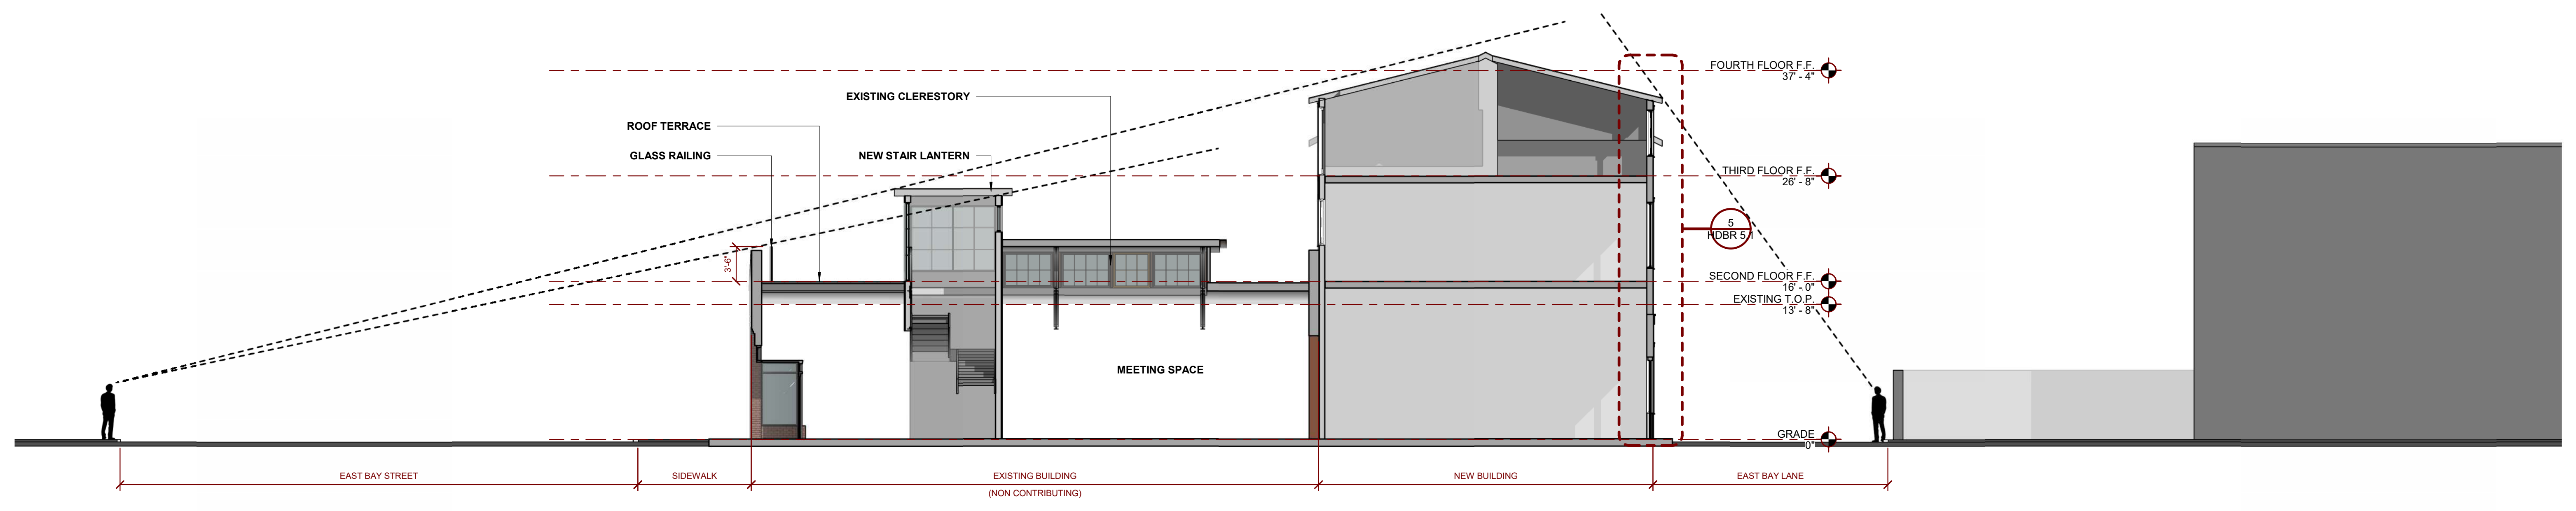 FOURTH FLOOR F.F.
37' - 4"
EXISTING CLERESTORY
ROOF TERRACE
GLASS RAILING
NEW STAIR LANTERN
THIRD FLOOR F.F.
26' - 8"
5
HDBR 5.1
3'-6"
SECOND FLOOR F.F.
16' - 0"
EXISTING T.O.P.
13' - 8"
MEETING SPACE
GRADE
0"
EAST BAY STREET
SIDEWALK
EXISTING BUILDING
(NON CONTRIBUTING)
NEW BUILDING
EAST BAY LANE